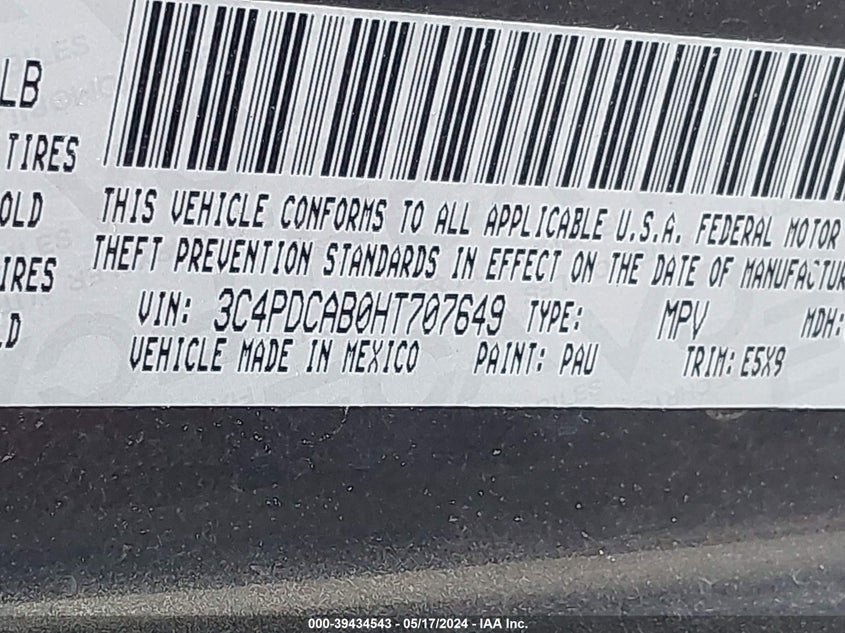 LB
TIRES
OLD
IRES
LD
THIS VEHICLE CONFORMS TO ALL APPLICABLE U.S.A. FEDERAL MOTOR
THEFT PREVENTION STANDARDS IN EFFECT ON THE DATE OF MANUFACTUR
VIN: 3C4PDCAB0HT707649 TYPE: MPV MDH:
VEHICLE MADE IN MEXICO PAINT: PAU TRIM: E5X9
000-39434543 / 05/17/2024 - IAA Inc.